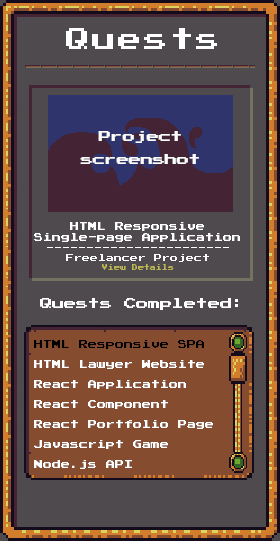 Quests
Project
screenshot
HTML Responsive
Single-page Application
-----------------------
Freelancer Project
View Details
Quests Completed:
HTML Responsive SPA
HTML Lawyer Website
React Application
React Component
React Portfolio Page
Javascript Game
Node.js API